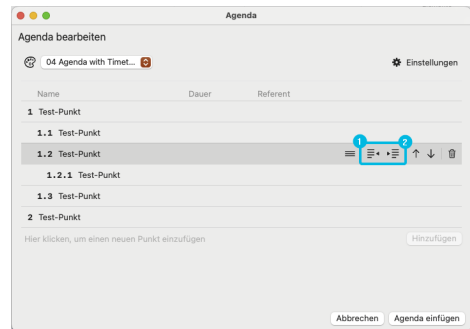 Agenda
Agenda bearbeiten
04 Agenda with Timet...
Einstellungen
Name Dauer Referent
1 Test-Punkt
1.1 Test-Punkt
1 2
1.2 Test-Punkt
1.2.1 Test-Punkt
1.3 Test-Punkt
2 Test-Punkt
Hier klicken, um einen neuen Punkt einzufügen Hinzufügen
Abbrechen Agenda einfügen